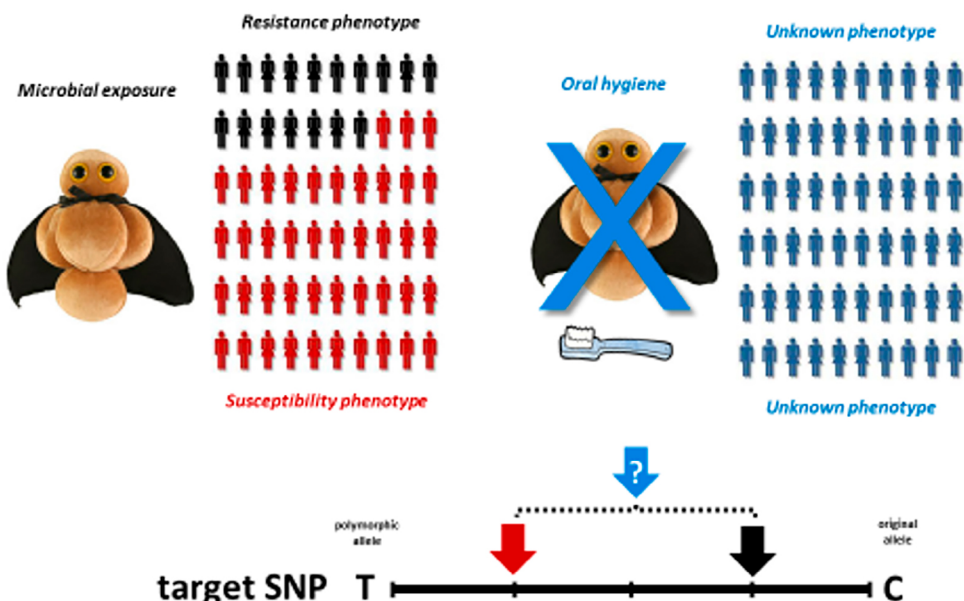 Resistance phenotype
Microbial exposure
Susceptibility phenotype
Oral hygiene
Unknown phenotype
Unknown phenotype
?
polymorphic
allele
original
allele
target SNP T C